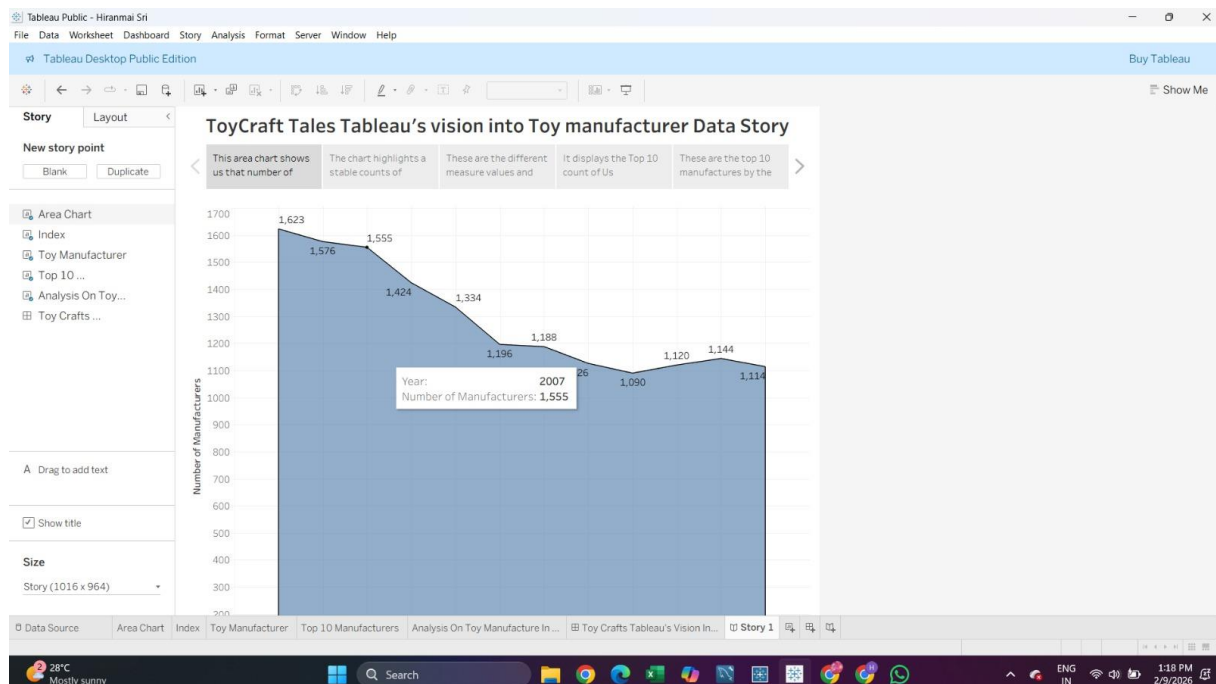 Tableau Public - Hiranmai Sri
File Data Worksheet Dashboard Story Analysis Format Server Window Help
Tableau Desktop Public Edition
Buy Tableau
Show Me
Story Layout
New story point
Blank Duplicate
Area Chart
Index
Toy Manufacturer
Top 10 ...
Analysis On Toy...
Toy Crafts ...
A Drag to add text
Show title
Size
Story (1016 x 964)
ToyCraft Tales Tableau's vision into Toy manufacturer Data Story
This area chart shows
us that number of
The chart highlights a
stable counts of
These are the different
measure values and
It displays the Top 10
count of Us
These are the top 10
manufactures by the
Number of Manufacturers
1700
1600
1500
1400
1300
1200
1100
1000
900
800
700
600
500
400
300
200
1,623
1,576
1,555
1,424
1,334
1,196
1,188
26
1,090
1,120
1,144
1,114
Year: 2007
Number of Manufacturers: 1,555
Data Source Area Chart Index Toy Manufacturer Top 10 Manufacturers Analysis On Toy Manufacture In ... Toy Crafts Tableau's Vision In... Story 1
2
28°C
Mostly sunny
Search
ENG
IN
1:18 PM
2/9/2026